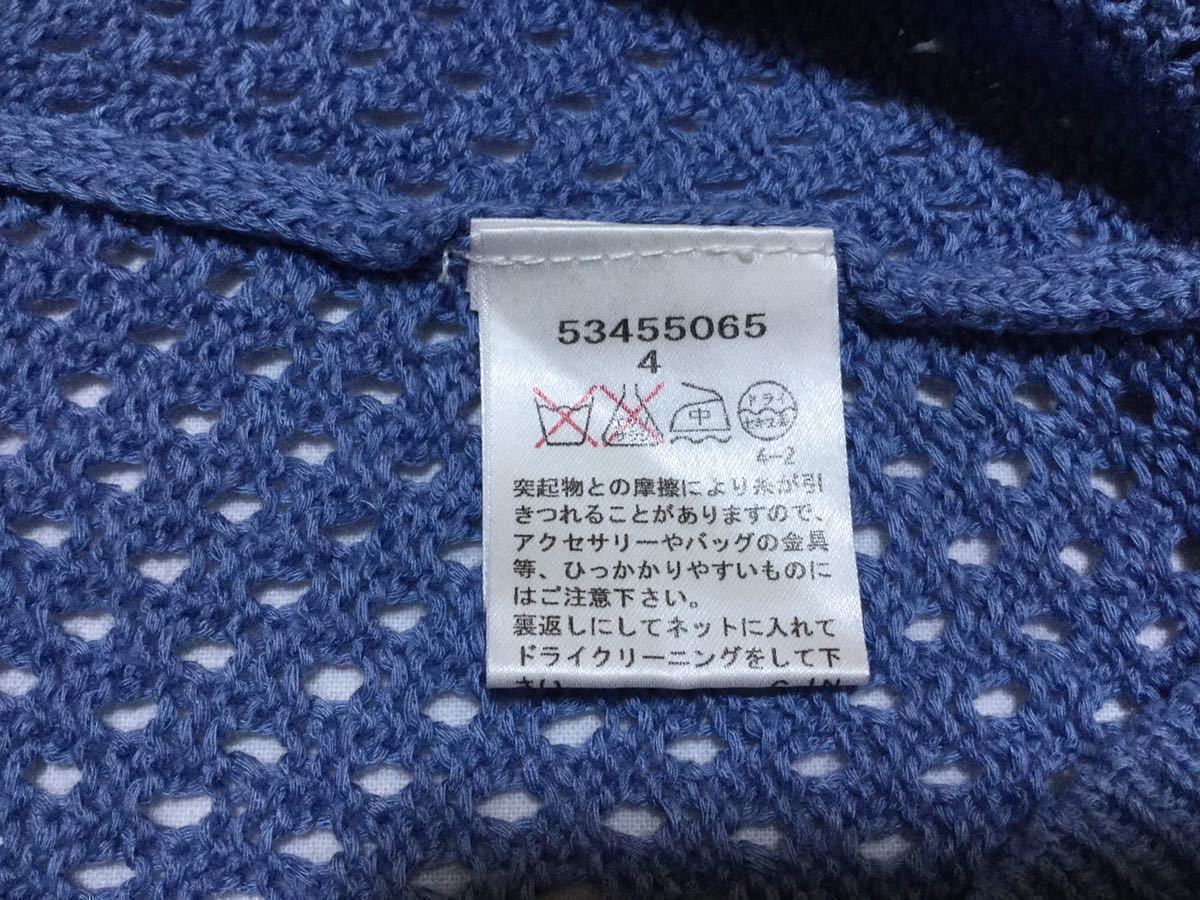 53455065
4
中 ドライ
4-2
突起物との摩擦により糸が引
きつれることがありますので、
アクセサリーやバッグの金具
等、ひっかかりやすいものに
はご注意下さい。
裏返しにしてネットに入れて
ドライクリーニングをして下
さい